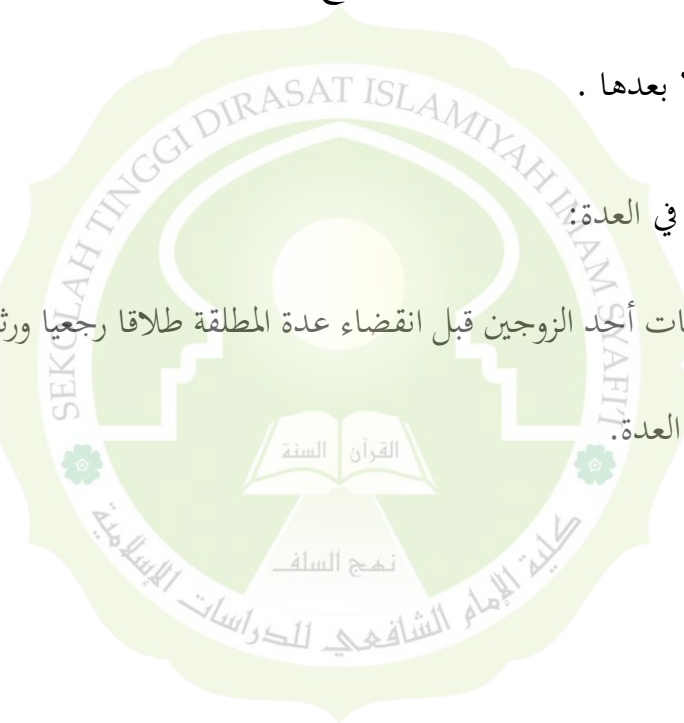 بعدها .
في العدة:
ات أحد الزوجين قبل انقضاء عدة المطلقة طلاقا رجعيا ورث
العدة.
SEKOLAH TINGGI DIRASAT ISLAMIYAH IMAM SYAFI'I
القرآن السنة
نهج السلف
كلية الإمام الشافعي للدراسات الإسلامية